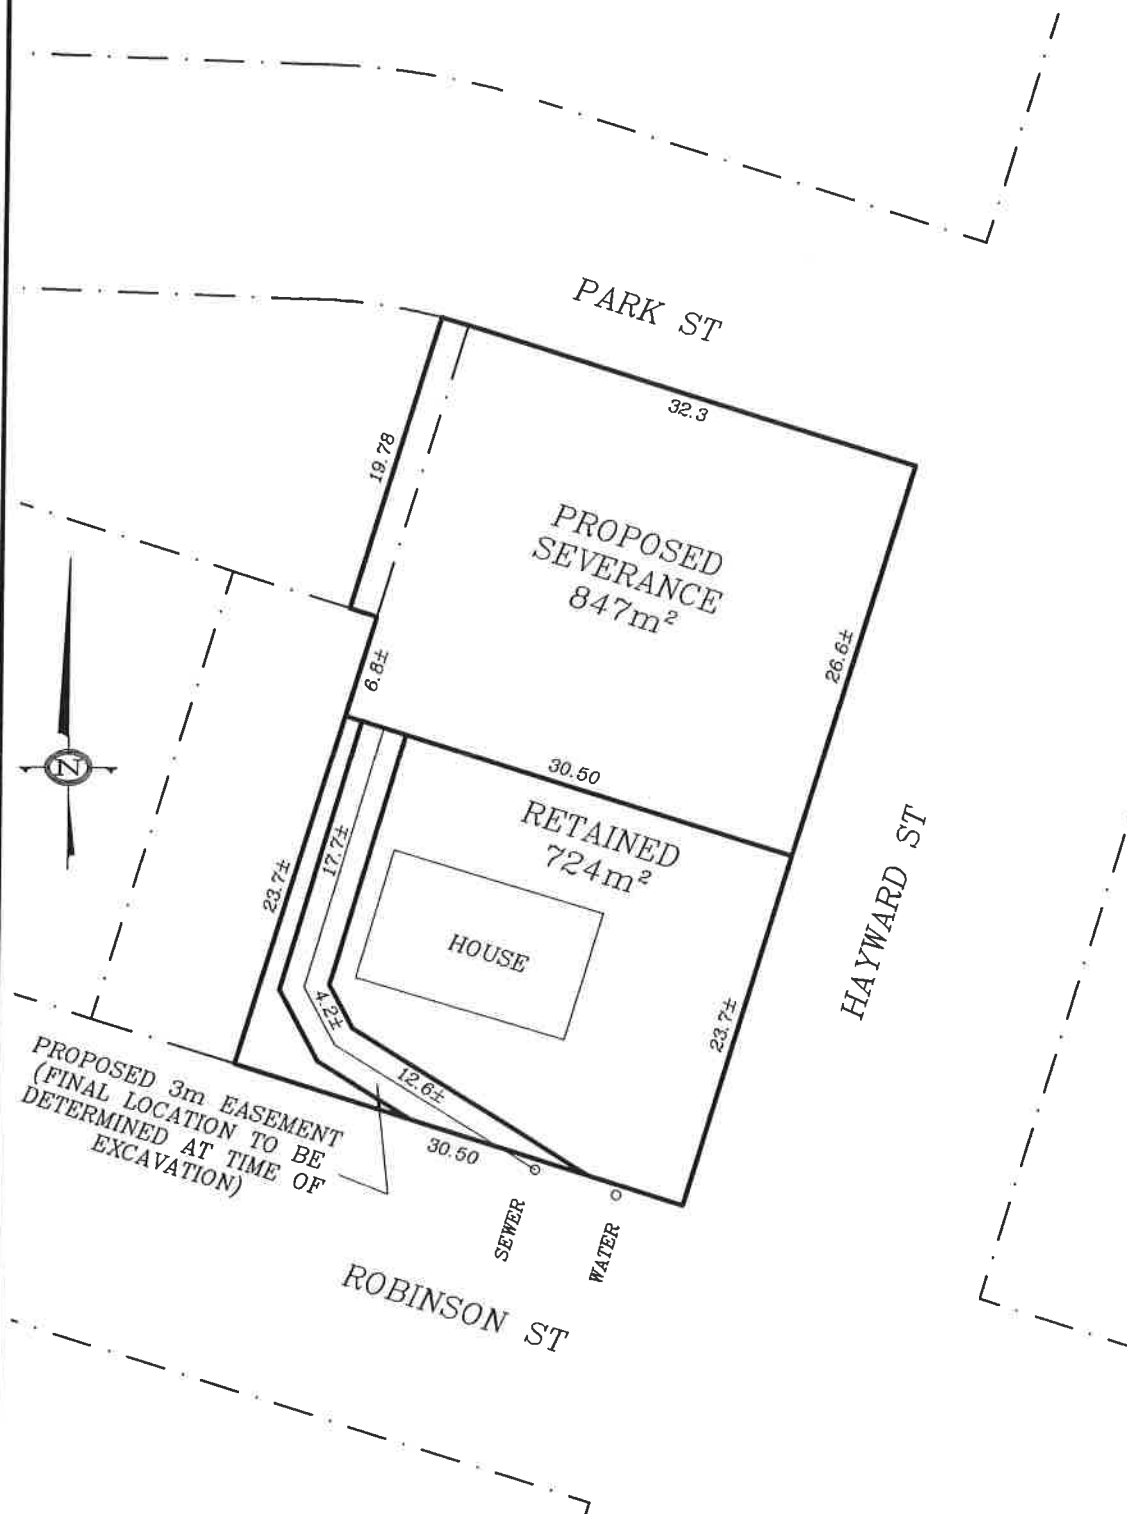 PARK ST
32.3
19.78
PROPOSED
SEVERANCE
847m²
26.6±
6.8±
30.50
RETAINED
724m²
17.7±
23.7±
HOUSE
HAYWARD ST
N
4.2±
23.7±
12.6±
PROPOSED 3m EASEMENT
(FINAL LOCATION TO BE
DETERMINED AT TIME OF
EXCAVATION)
30.50
SEWER
WATER
ROBINSON ST